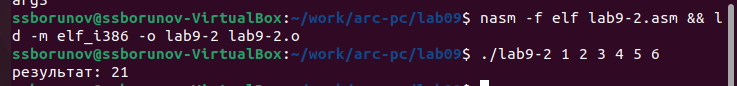 arg3
ssborunov@ssborunov-VirtualBox:~/work/arc-pc/lab09$ nasm -f elf lab9-2.asm && l
d -m elf_i386 -o lab9-2 lab9-2.o
ssborunov@ssborunov-VirtualBox:~/work/arc-pc/lab09$ ./lab9-2 1 2 3 4 5 6
результат: 21